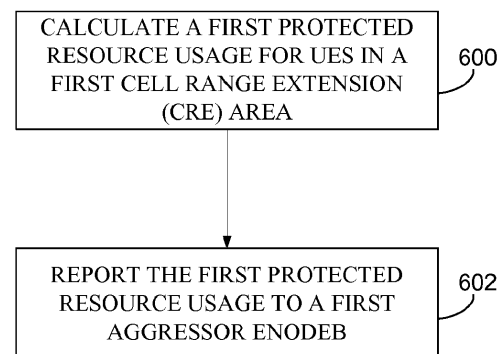 CALCULATE A FIRST PROTECTED
RESOURCE USAGE FOR UES IN A
FIRST CELL RANGE EXTENSION
(CRE) AREA
600
REPORT THE FIRST PROTECTED
RESOURCE USAGE TO A FIRST
AGGRESSOR ENODEB
602